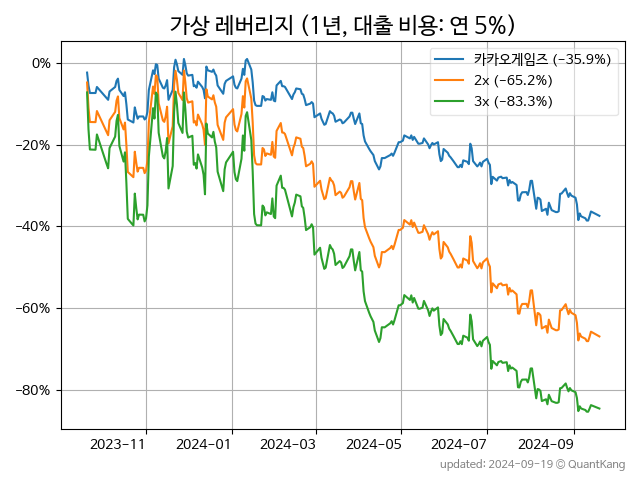 가상 레버리지 (1년, 대출 비용: 연 5%)
카카오게임즈 (−35.9%)
2x (−65.2%)
3x (−83.3%)
0%
−20%
−40%
−60%
−80%
2023-11 2024-01 2024-03 2024-05 2024-07 2024-09
updated: 2024-09-19 © QuantKang